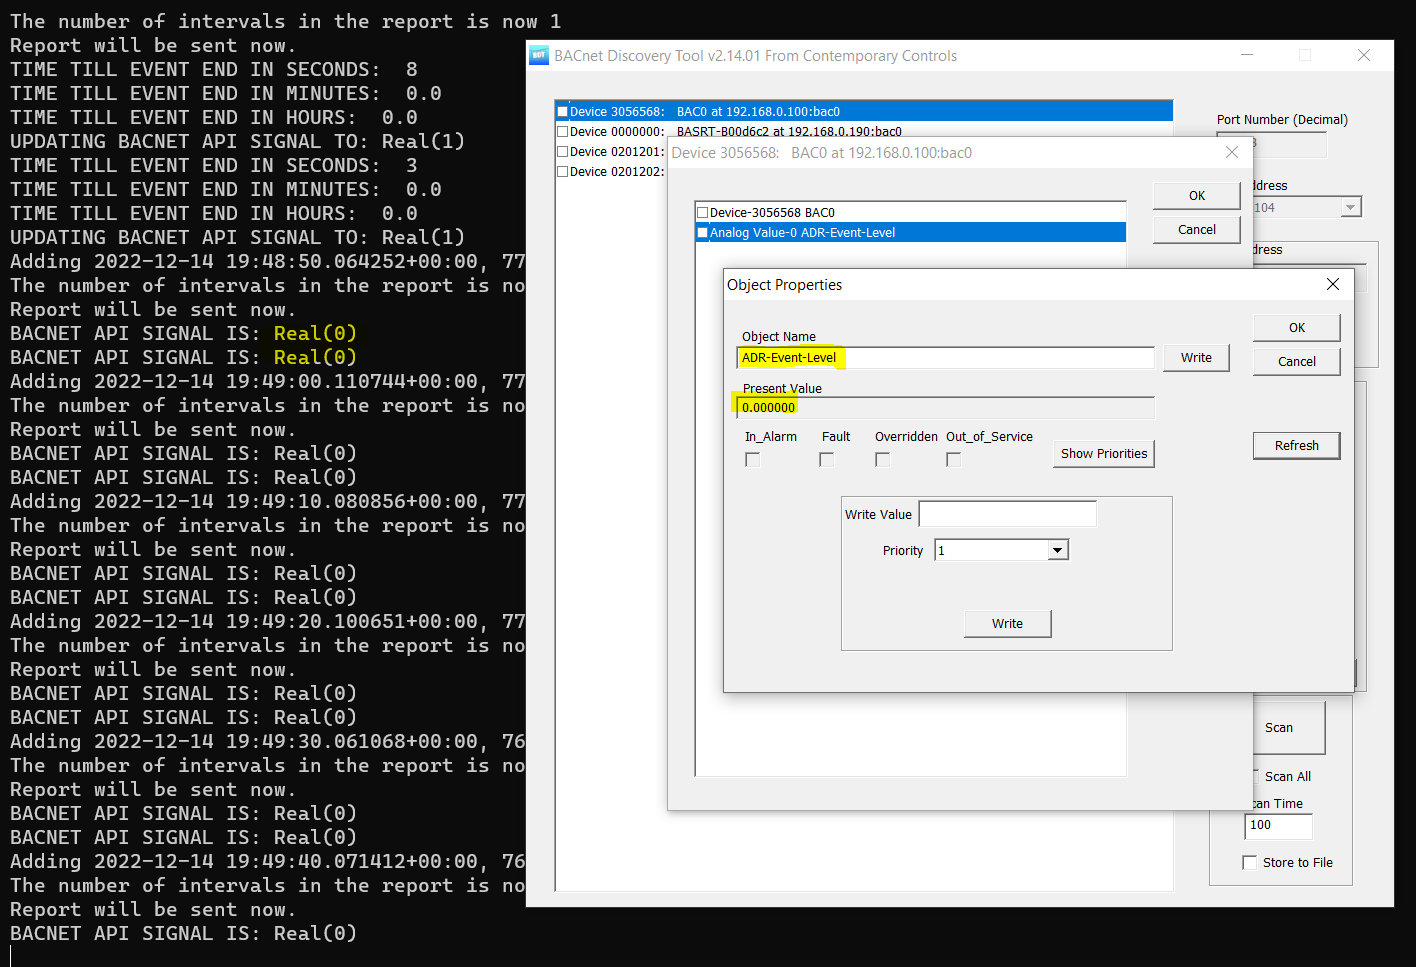 The number of intervals in the report is now 1
Report will be sent now.
TIME TILL EVENT END IN SECONDS:  8
TIME TILL EVENT END IN MINUTES:  0.0
TIME TILL EVENT END IN HOURS:  0.0
UPDATING BACNET API SIGNAL TO: Real(1)
TIME TILL EVENT END IN SECONDS:  3
TIME TILL EVENT END IN MINUTES:  0.0
TIME TILL EVENT END IN HOURS:  0.0
UPDATING BACNET API SIGNAL TO: Real(1)
Adding 2022-12-14 19:48:50.064252+00:00, 77
The number of intervals in the report is no
Report will be sent now.
BACNET API SIGNAL IS: Real(0)
BACNET API SIGNAL IS: Real(0)
Adding 2022-12-14 19:49:00.110744+00:00, 77
The number of intervals in the report is no
Report will be sent now.
BACNET API SIGNAL IS: Real(0)
BACNET API SIGNAL IS: Real(0)
Adding 2022-12-14 19:49:10.080856+00:00, 77
The number of intervals in the report is no
Report will be sent now.
BACNET API SIGNAL IS: Real(0)
BACNET API SIGNAL IS: Real(0)
Adding 2022-12-14 19:49:20.100651+00:00, 77
The number of intervals in the report is no
Report will be sent now.
BACNET API SIGNAL IS: Real(0)
BACNET API SIGNAL IS: Real(0)
Adding 2022-12-14 19:49:30.061068+00:00, 76
The number of intervals in the report is no
Report will be sent now.
BACNET API SIGNAL IS: Real(0)
BACNET API SIGNAL IS: Real(0)
Adding 2022-12-14 19:49:40.071412+00:00, 76
The number of intervals in the report is no
Report will be sent now.
BACNET API SIGNAL IS: Real(0)
BDT BACnet Discovery Tool v2.14.01 From Contemporary Controls
Device 3056568: BAC0 at 192.168.0.100:bac0
Device 0000000: BASRT-B00d6c2 at 192.168.0.190:bac0
Device 0201201:
Device 0201202:
Port Number (Decimal)
ddress
104
dress
Scan
Scan All
can Time
100
Store to File
Device 3056568: BAC0 at 192.168.0.100:bac0
OK
Cancel
Device-3056568 BAC0
Analog Value-0 ADR-Event-Level
Object Properties
Object Name
ADR-Event-Level
Write
OK
Cancel
Present Value
0.000000
In_Alarm Fault Overridden Out_of_Service
Show Priorities
Refresh
Write Value
Priority 1
Write